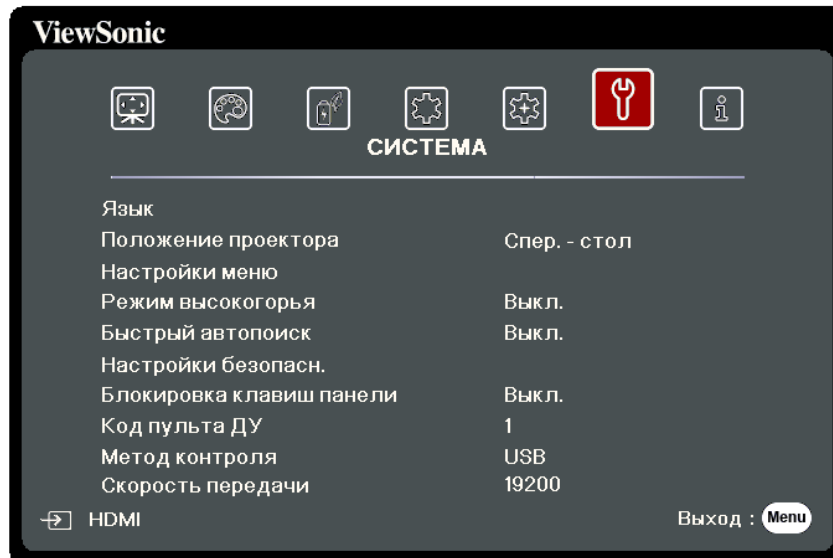 ViewSonic
СИСТЕМА
Язык
Положение проектора Спер. - стол
Настройки меню
Режим высокогорья Выкл.
Быстрый автопоиск Выкл.
Настройки безопасн.
Блокировка клавиш панели Выкл.
Код пульта ДУ 1
Метод контроля USB
Скорость передачи 19200
HDMI Выход : Menu